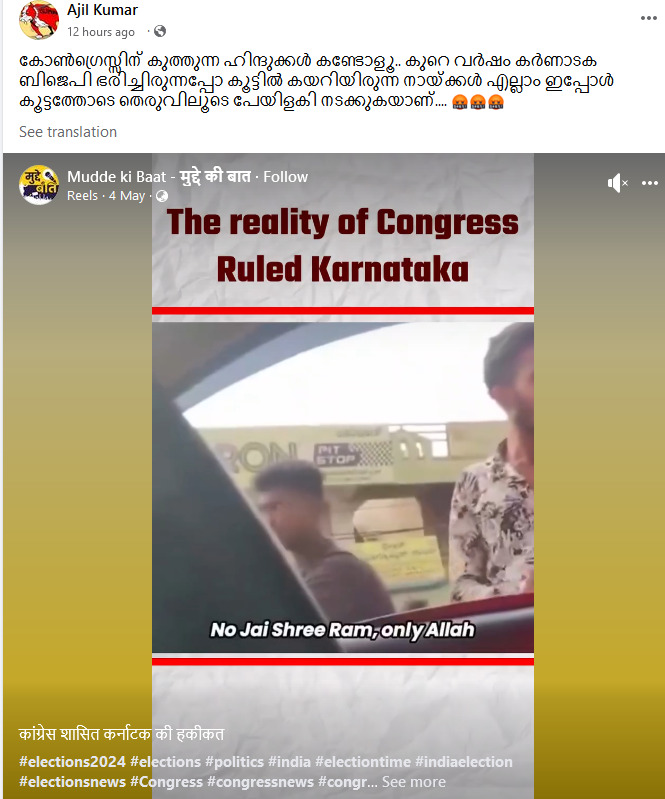 Ajil Kumar
12 hours ago ·
കോൺഗ്രെസ്സിന് കുത്തുന്ന ഹിന്ദുക്കൾ കണ്ടോളൂ.. കുറെ വർഷം കർണാടക
ബിജെപി ഭരിച്ചിരുന്നപ്പോ കൂട്ടിൽ കയറിയിരുന്ന നായ്ക്കൾ എല്ലാം ഇപ്പോൾ
കൂട്ടത്തോടെ തെരുവിലൂടെ പേയിളകി നടക്കുകയാണ്.... 🤬🤬🤬
See translation
मुद्दे की बात
Mudde ki Baat - मुद्दे की बात · Follow
Reels · 4 May ·
The reality of Congress
Ruled Karnataka
RON PIT STOP
No Jai Shree Ram, only Allah
कांग्रेस शासित कर्नाटक की हकीकत
#elections2024 #elections #politics #india #electiontime #indiaelection
#electionsnews #Congress #congressnews #congr... See more